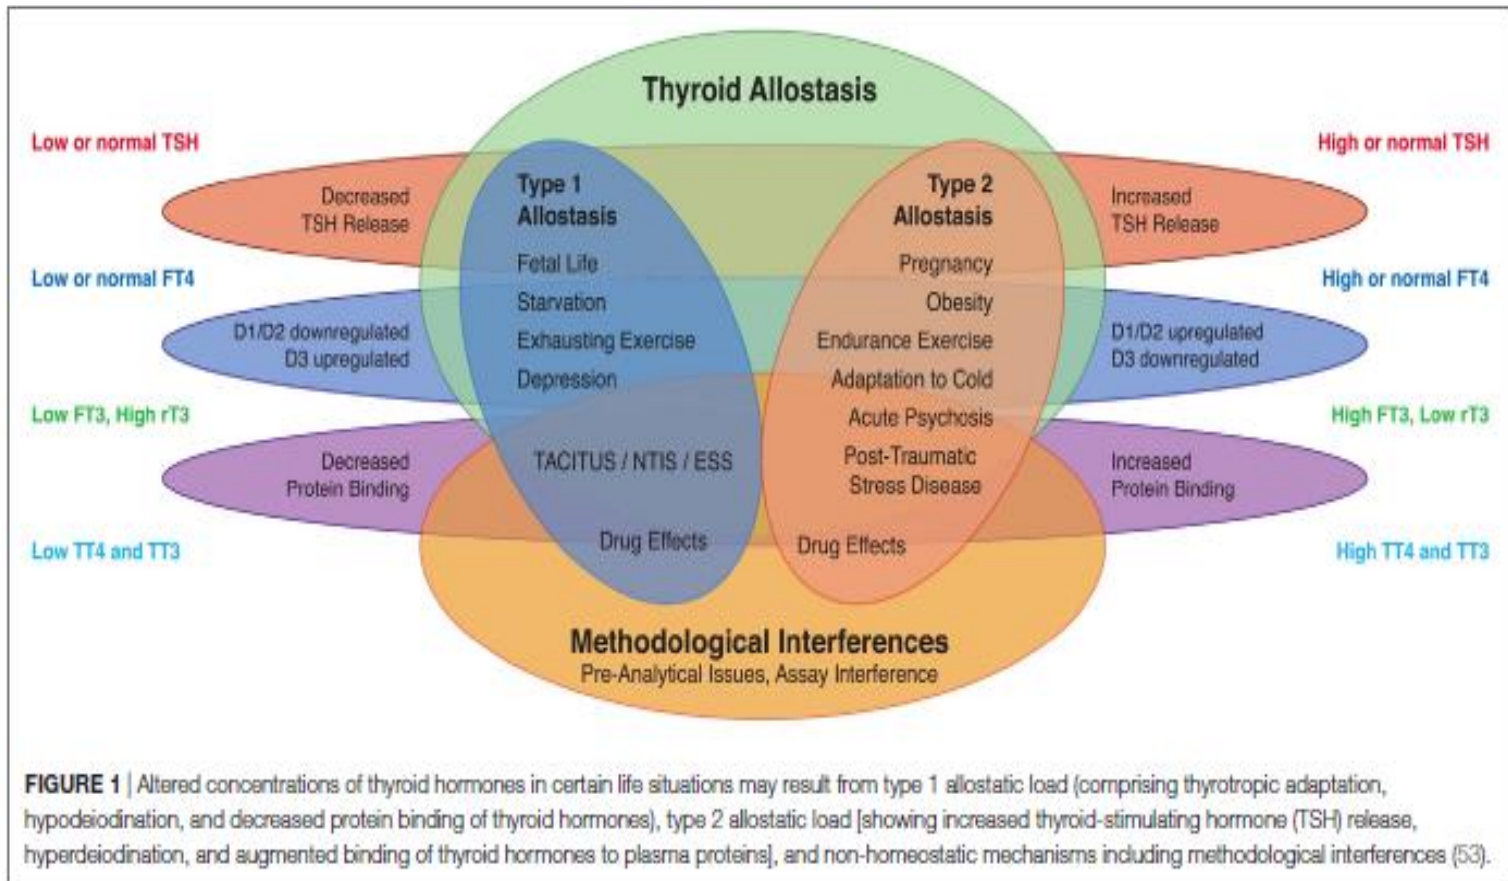 Thyroid Allostasis
Low or normal TSH
High or normal TSH
Decreased
TSH Release
Type 1
Allostasis
Type 2
Allostasis
Increased
TSH Release
Fetal Life
Pregnancy
Low or normal FT4
High or normal FT4
Starvation
Obesity
D1/D2 downregulated
D3 upregulated
Exhausting Exercise
Endurance Exercise
D1/D2 upregulated
D3 downregulated
Depression
Adaptation to Cold
Low FT3, High rT3
Acute Psychosis
High FT3, Low rT3
Decreased
Protein Binding
TACITUS / NTIS / ESS
Post-Traumatic
Stress Disease
Increased
Protein Binding
Low TT4 and TT3
Drug Effects
Drug Effects
High TT4 and TT3
Methodological Interferences
Pre-Analytical Issues, Assay Interference
FIGURE 1 | Altered concentrations of thyroid hormones in certain life situations may result from type 1 allostatic load (comprising thyrotropic adaptation,
hypodeiodination, and decreased protein binding of thyroid hormones), type 2 allostatic load [showing increased thyroid-stimulating hormone (TSH) release,
hyperdeiodination, and augmented binding of thyroid hormones to plasma proteins], and non-homeostatic mechanisms including methodological interferences (53).